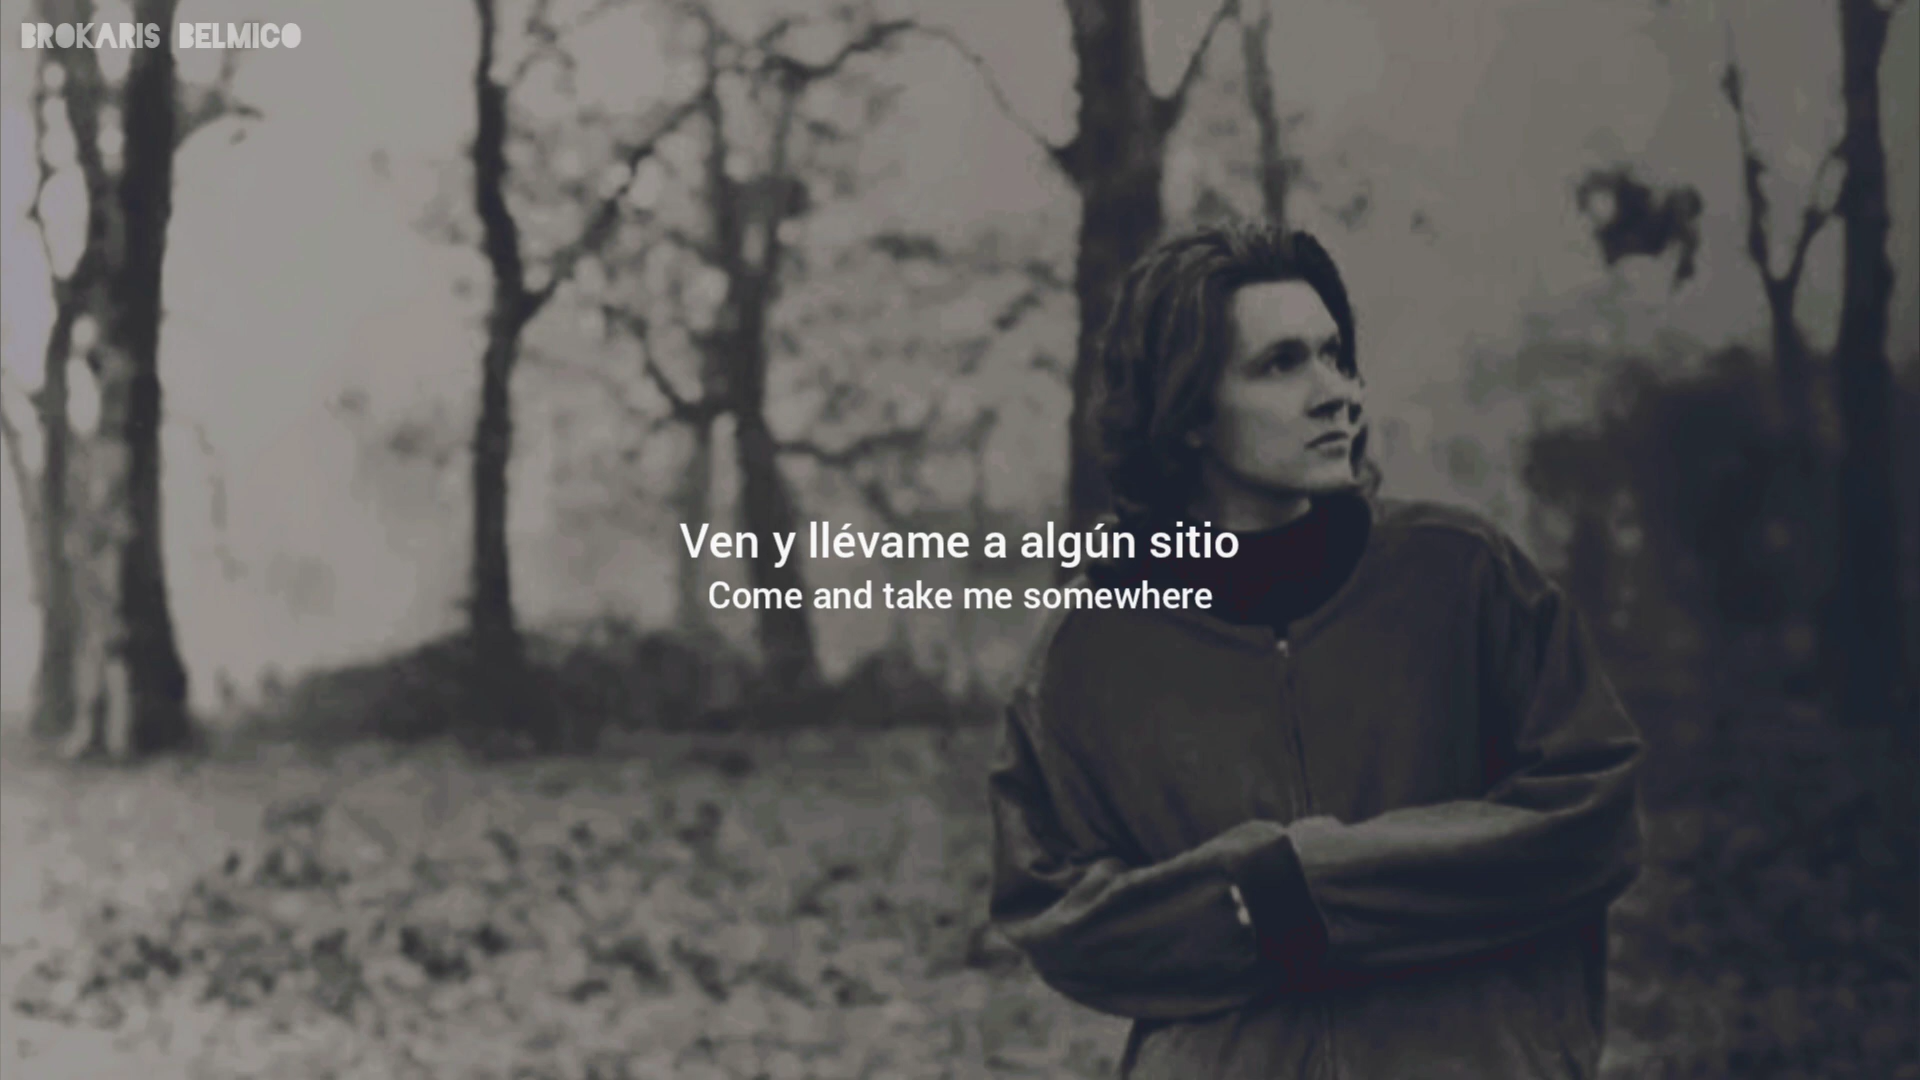 BROKARIS BELMICO
Ven y llévame a algún sitio
Come and take me somewhere